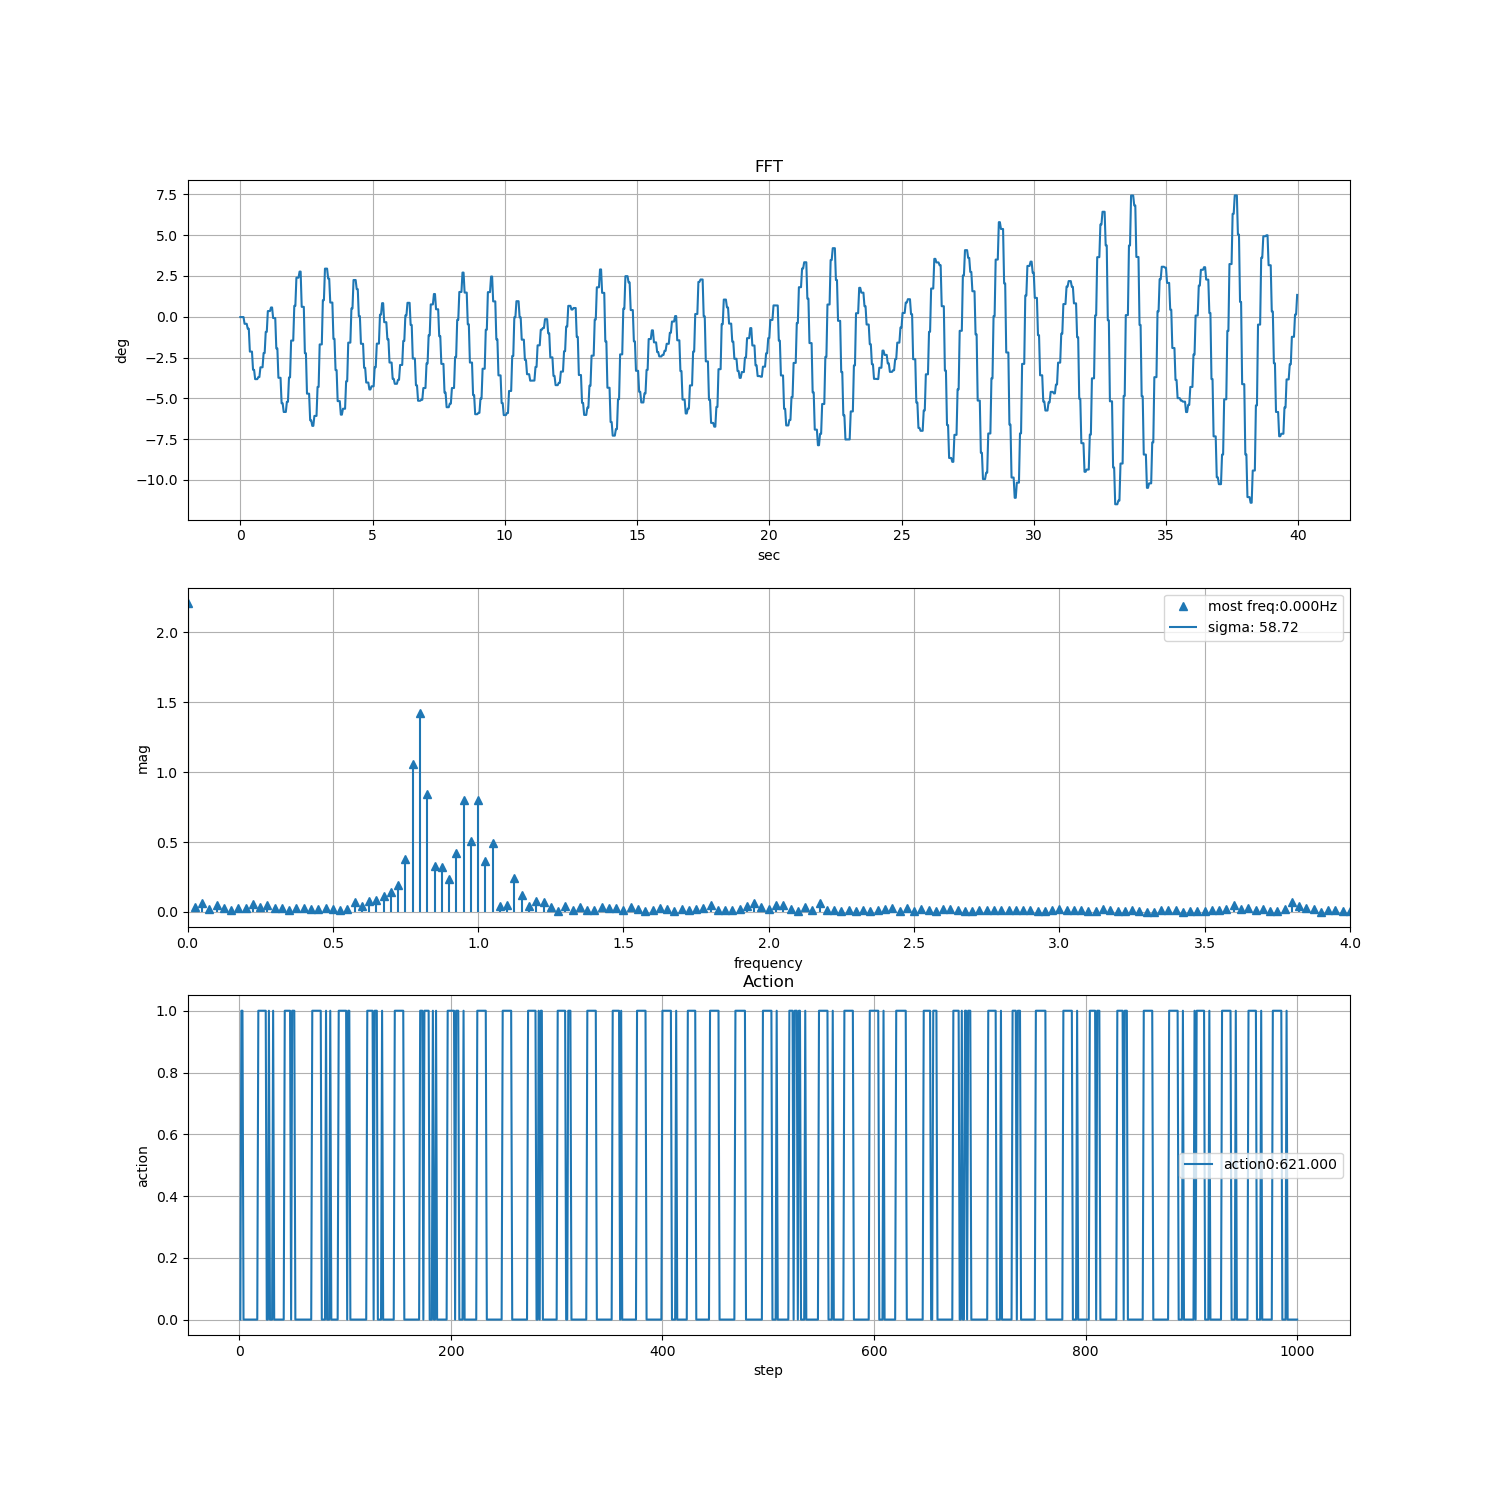 FFT
7.5
5.0
2.5
0.0
−2.5
−5.0
−7.5
−10.0
deg
0 5 10 15 20 25 30 35 40
sec
most freq:0.000Hz
sigma: 58.72
2.0
1.5
1.0
0.5
0.0
mag
0.0 0.5 1.0 1.5 2.0 2.5 3.0 3.5 4.0
frequency
Action
1.0
0.8
0.6
0.4
0.2
0.0
action
action0:621.000
0 200 400 600 800 1000
step